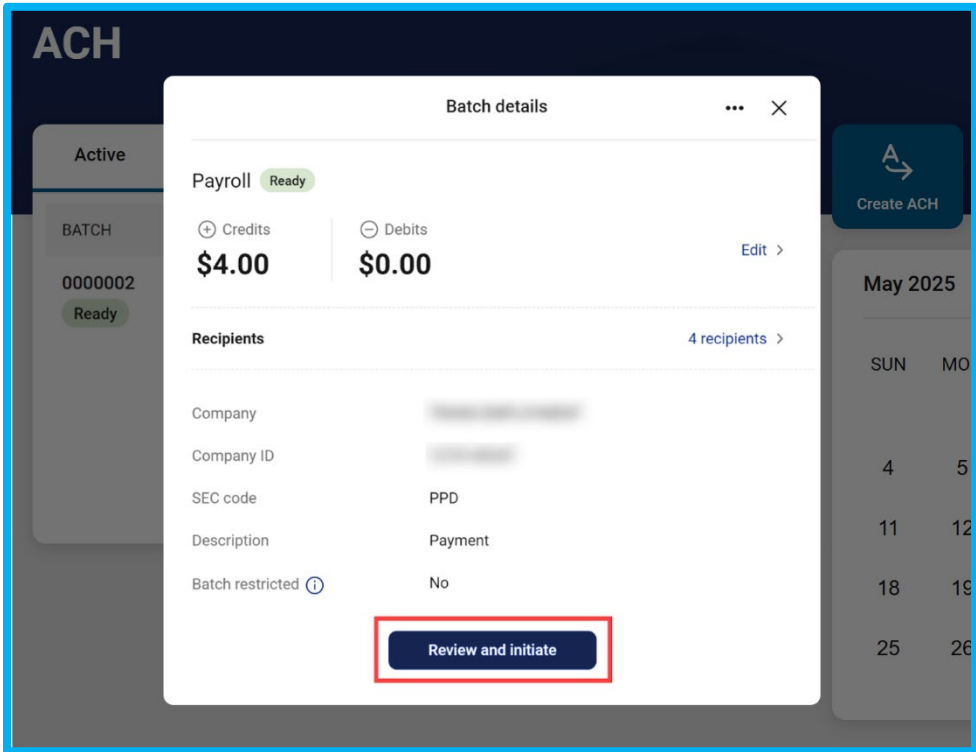 ACH
Batch details
Active
Payroll Ready
Create ACH
Credits
Debits
BATCH
$4.00
$0.00
Edit
0000002
Ready
May 2025
Recipients
4 recipients
SUN MO
Company
Company ID
4 5
SEC code PPD
11 12
Description Payment
Batch restricted No
18 19
Review and initiate
25 26